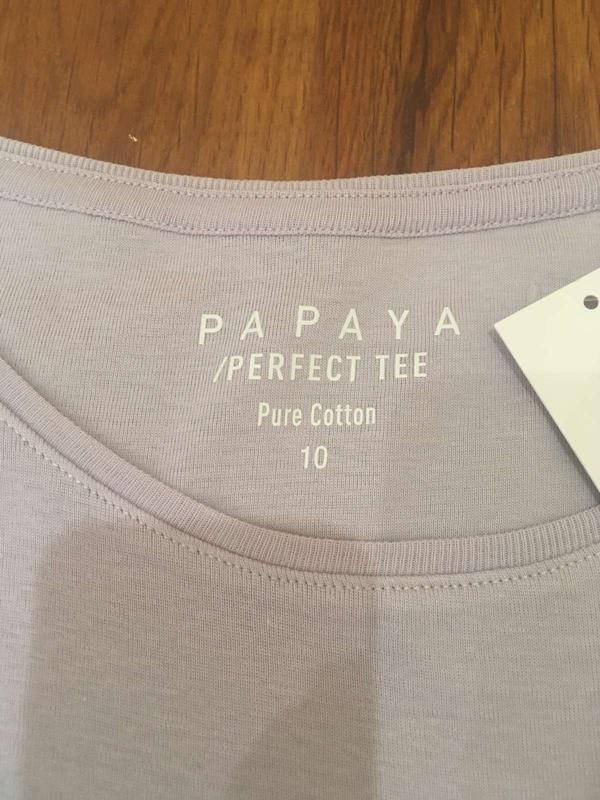 PAPAYA
/PERFECT TEE
Pure Cotton
10